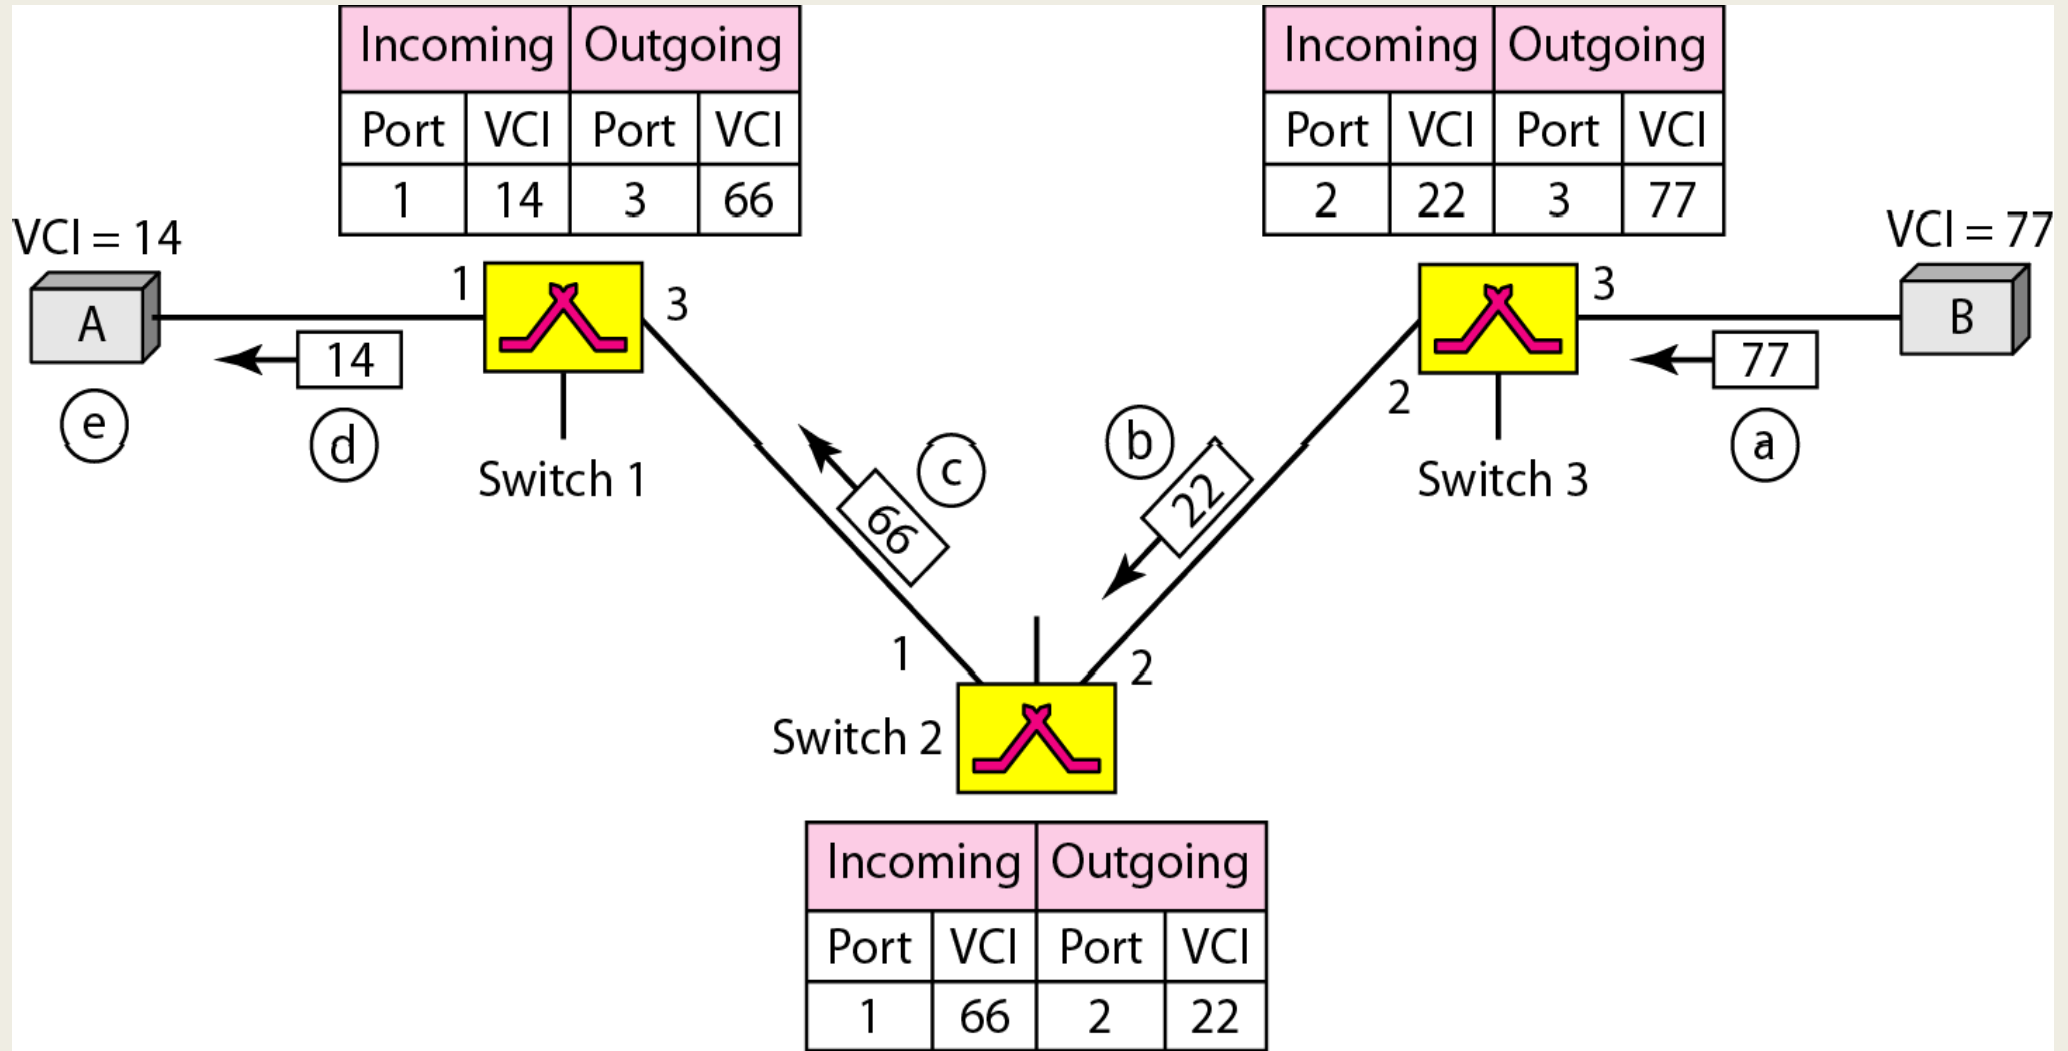 Incoming Outgoing
Port VCI Port VCI
1 14 3 66
Incoming Outgoing
Port VCI Port VCI
2 22 3 77
VCI = 14
VCI = 77
A
1
3
14
e
d
Switch 1
3
2
B
77
a
Switch 3
b
22
c
66
1
2
Switch 2
Incoming Outgoing
Port VCI Port VCI
1 66 2 22